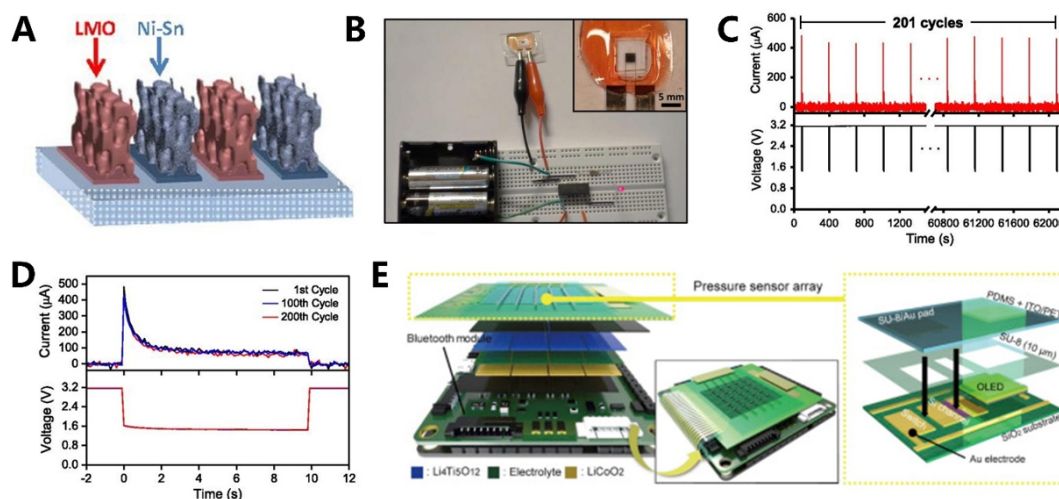 A
LMO
Ni-Sn
B
5 mm
C
201 cycles
Current (µA)
600
400
200
0
Voltage (V)
3.2
2.4
1.6
0.8
0.0
0
400
800
1200
60800
61200
61600
6200
Time (s)
D
Current (µA)
500
400
300
200
100
0
1st Cycle
100th Cycle
200th Cycle
Voltage (V)
3.2
2.4
1.6
0.8
0.0
-2
0
2
4
6
8
10
12
Time (s)
E
Pressure sensor array
Bluetooth module
: Li4Ti5O12
: Electrolyte
: LiCoO2
PDMS + ITO/PET
SU-8/Au pad
SU-8 (10 µm)
OLED
SiO₂ substrate
Au electrode